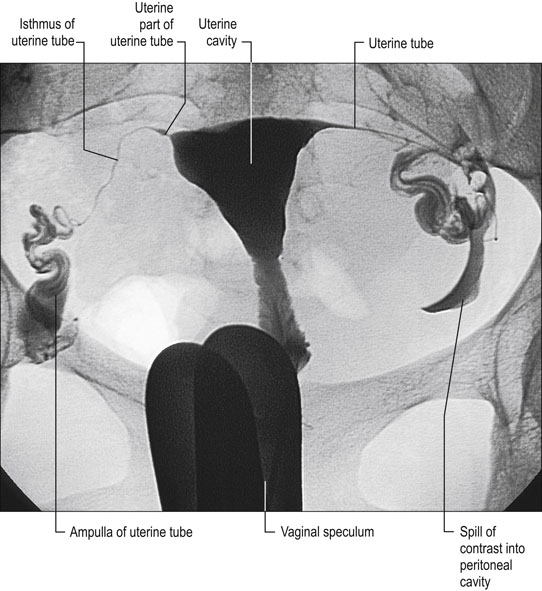 Isthmus of
uterine tube
Uterine
part of
uterine tube
Uterine
cavity
Uterine tube
Ampulla of uterine tube
Vaginal speculum
Spill of
contrast into
peritoneal
cavity